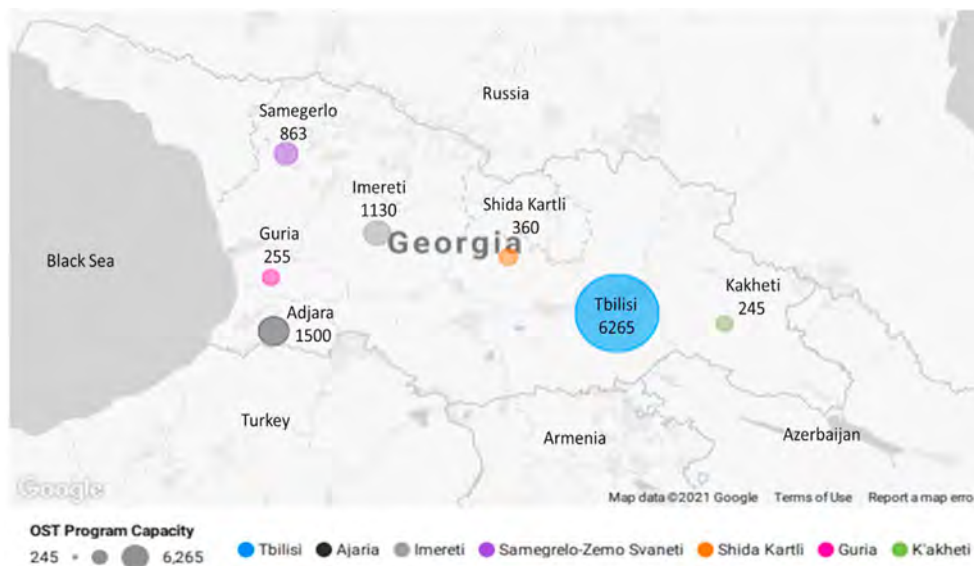 Russia
Samegerlo
863
Imereti
1130
Shida Kartli
360
Georgia
Guria
255
Black Sea
Kakheti
245
Tbilisi
6265
Adjara
1500
Turkey
Armenia
Azerbaijan
Google
Map data ©2021 Google Terms of Use Report a map erro
OST Program Capacity
245 6,265
Tbilisi Ajaria Imereti Samegrelo-Zemo Svaneti Shida Kartli Guria K'akheti